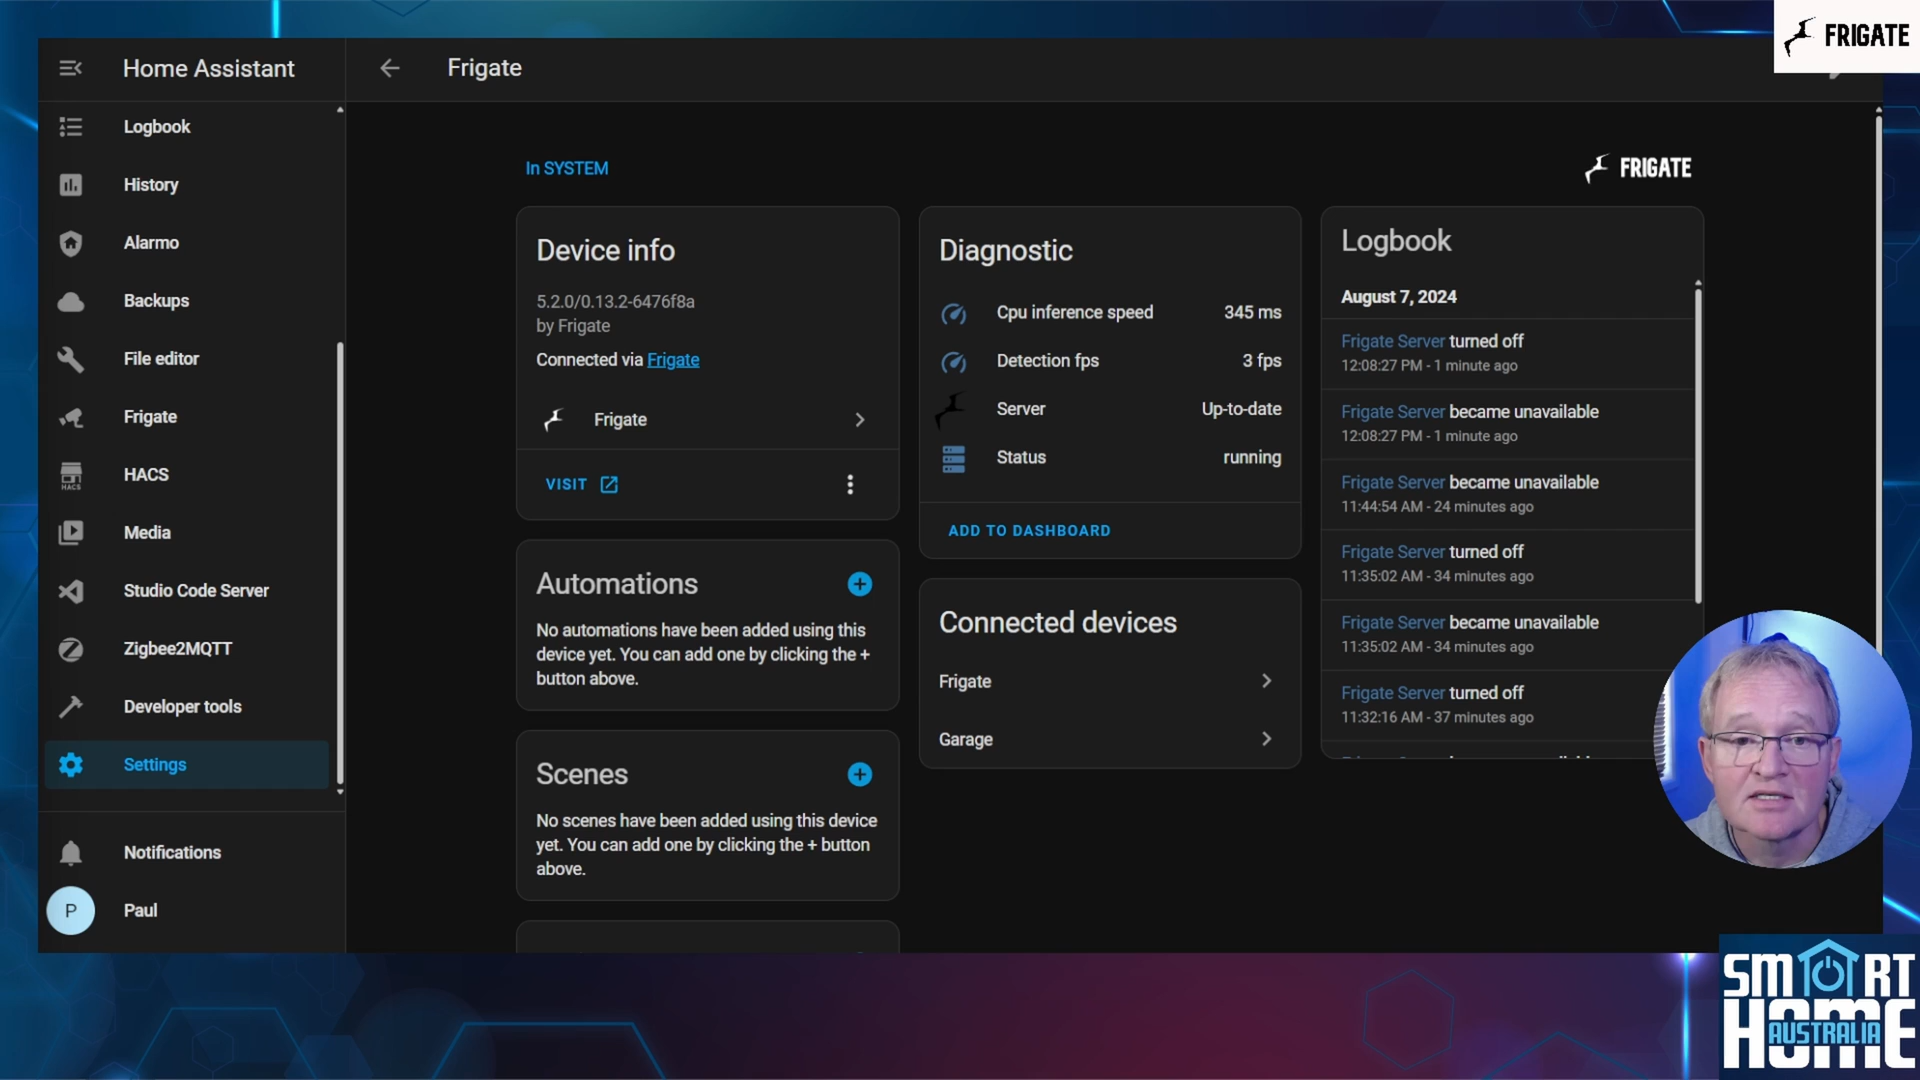 FRIGATE
Home Assistant
Frigate
Logbook
History
Alarmo
Backups
File editor
Frigate
HACS
HACS
Media
Studio Code Server
Zigbee2MQTT
Developer tools
Settings
Notifications
P
Paul
In SYSTEM
FRIGATE
Device info
5.2.0/0.13.2-6476f8a
by Frigate
Connected via Frigate
Frigate
VISIT
Automations
No automations have been added using this
device yet. You can add one by clicking the +
button above.
Scenes
No scenes have been added using this device
yet. You can add one by clicking the + button
above.
Diagnostic
Cpu inference speed 345 ms
Detection fps 3 fps
Server Up-to-date
Status running
ADD TO DASHBOARD
Connected devices
Frigate
Garage
Logbook
August 7, 2024
Frigate Server turned off
12:08:27 PM - 1 minute ago
Frigate Server became unavailable
12:08:27 PM - 1 minute ago
Frigate Server became unavailable
11:44:54 AM - 24 minutes ago
Frigate Server turned off
11:35:02 AM - 34 minutes ago
Frigate Server became unavailable
11:35:02 AM - 34 minutes ago
Frigate Server turned off
11:32:16 AM - 37 minutes ago
SMART
HOME
AUSTRALIA